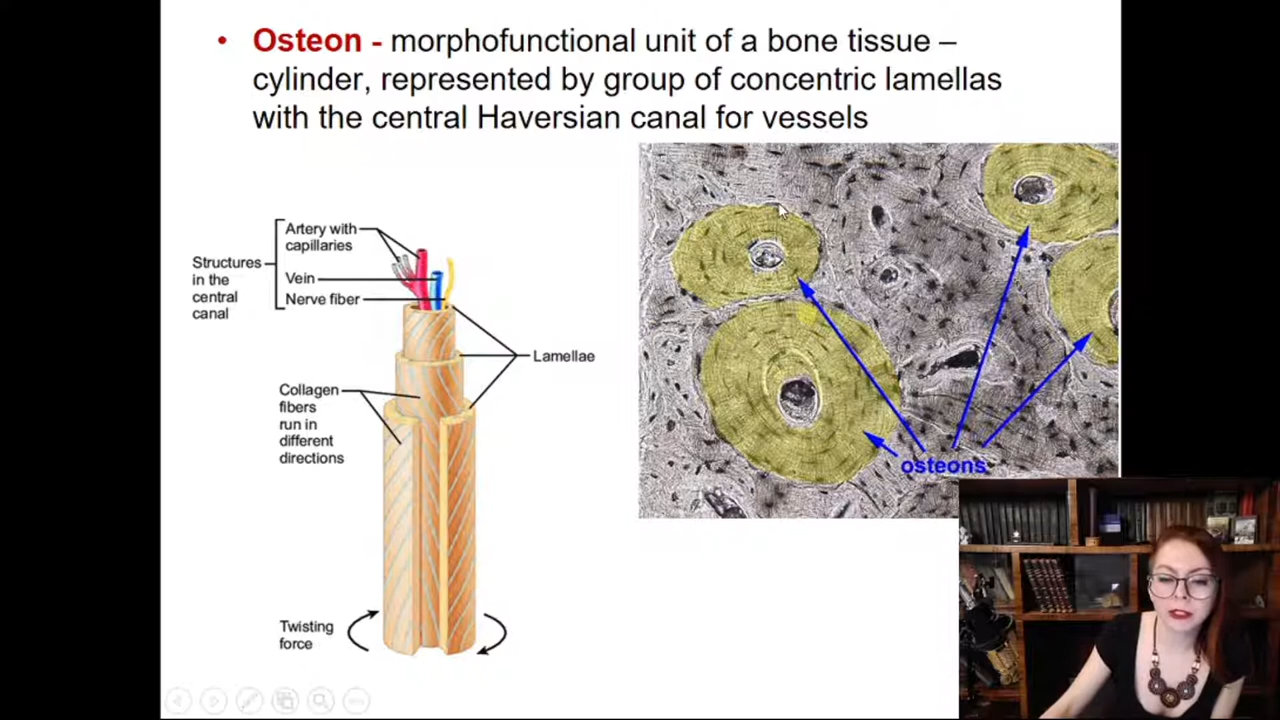 • Osteon - morphofunctional unit of a bone tissue –
cylinder, represented by group of concentric lamellas
with the central Haversian canal for vessels
Structures
in the
central
canal
Artery with
capillaries
Vein
Nerve fiber
Lamellae
Collagen
fibers
run in
different
directions
Twisting
force
osteons